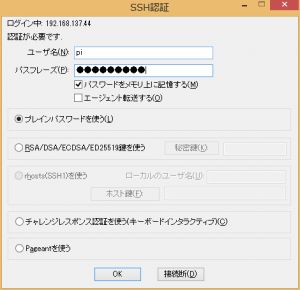 SSH認証
ログイン中: 192.168.137.44
認証が必要です.
ユーザ名(N): pi
パスフレーズ(P): ●●●●●●●●●
パスワードをメモリ上に記憶する(M)
エージェント転送する(O)
プレインパスワードを使う(L)
RSA/DSA/ECDSA/ED25519鍵を使う 秘密鍵(K)
rhosts(SSH1)を使う ローカルのユーザ名(U):
ホスト鍵(F):
チャレンジレスポンス認証を使う(キーボードインタラクティブ)(C)
Pageantを使う
OK 接続断(D)